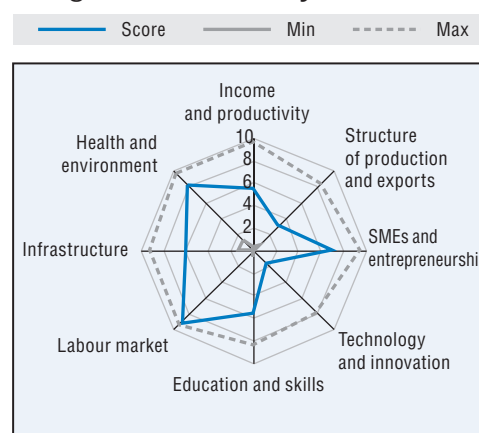 Score Min Max
Income
and productivity
Structure
of production
and exports
SMEs and
entrepreneurshi
Technology
and innovation
Education and skills
Labour market
Infrastructure
Health and
environment
10
8
6
4
2